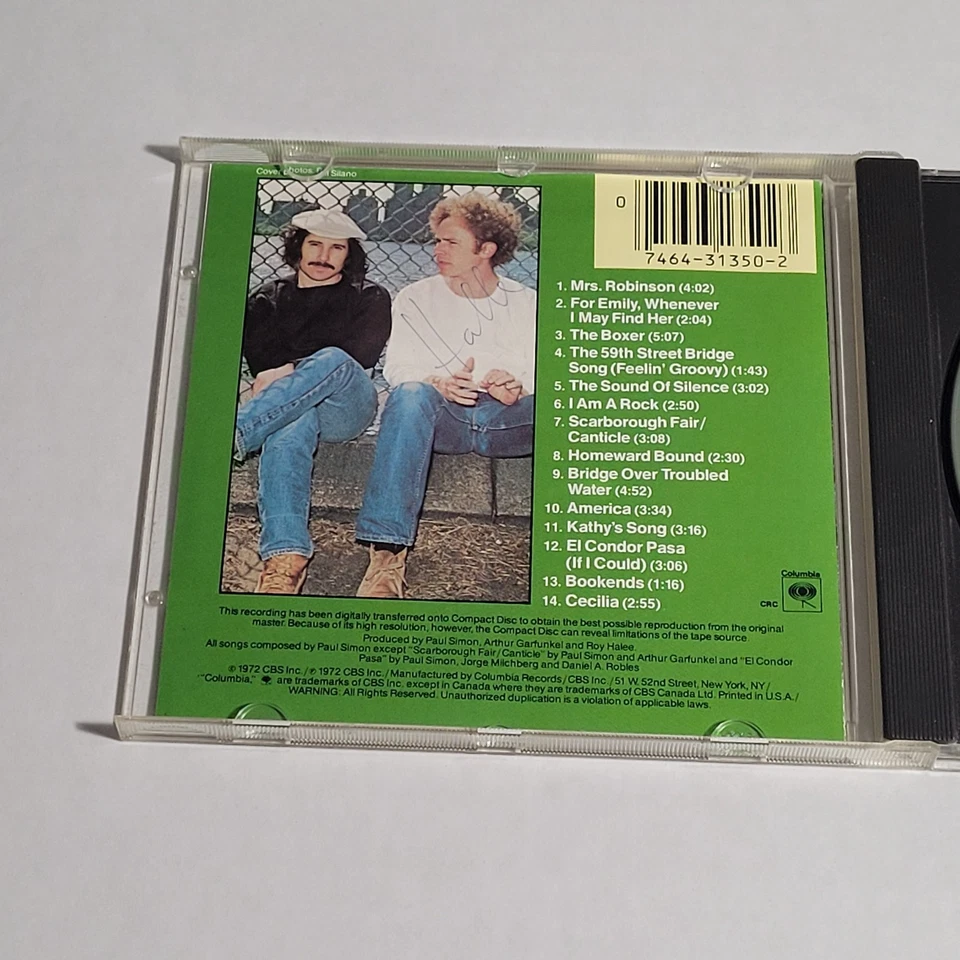 Cover photos: Bill Silano
0
7464-31350-2
Hall
1. Mrs. Robinson (4:02)
2. For Emily, Whenever
I May Find Her (2:04)
3. The Boxer (5:07)
4. The 59th Street Bridge
Song (Feelin' Groovy) (1:43)
5. The Sound Of Silence (3:02)
6. I Am A Rock (2:50)
7. Scarborough Fair/
Canticle (3:08)
8. Homeward Bound (2:30)
9. Bridge Over Troubled
Water (4:52)
10. America (3:34)
11. Kathy's Song (3:16)
12. El Condor Pasa
(If I Could) (3:06)
13. Bookends (1:16)
14. Cecilia (2:55)
Columbia
CRC
This recording has been digitally transferred onto Compact Disc to obtain the best possible reproduction from the original
master. Because of its high resolution, however, the Compact Disc can reveal limitations of the tape source.
Produced by Paul Simon, Arthur Garfunkel and Roy Halee.
All songs composed by Paul Simon except "Scarborough Fair/Canticle" by Paul Simon and Arthur Garfunkel and "El Condor
Pasa" by Paul Simon, Jorge Milchberg and Daniel A. Robles
© 1972 CBS Inc./℗ 1972 CBS Inc./Manufactured by Columbia Records/CBS Inc./51 W. 52nd Street, New York, NY/
"Columbia," are trademarks of CBS Inc. except in Canada where they are trademarks of CBS Canada Ltd. Printed in U.S.A./
WARNING: All Rights Reserved. Unauthorized duplication is a violation of applicable laws.